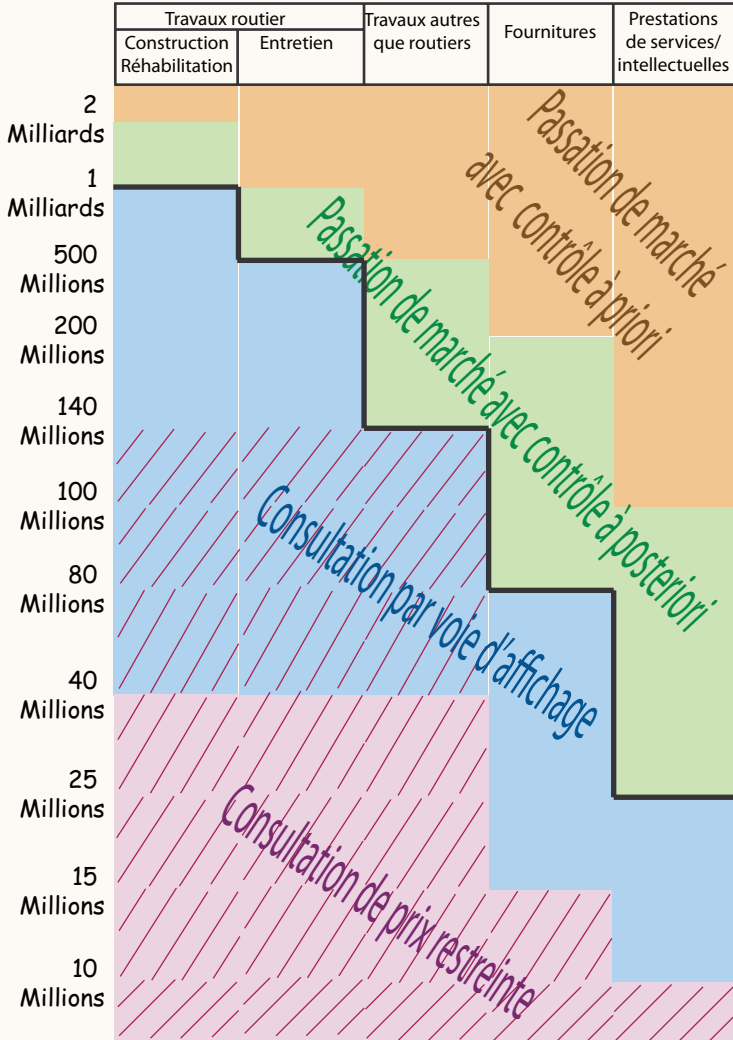 Travaux routier
Construction
Réhabilitation
Entretien
Travaux autres
que routiers
Fournitures
Prestations
de services/
intellectuelles
2
Milliards
1
Milliards
500
Millions
200
Millions
140
Millions
100
Millions
80
Millions
40
Millions
25
Millions
15
Millions
10
Millions
Passation de marché
avec contrôle à priori
Passation de marché avec contrôle à posteriori
Consultation par voie d'affichage
Consultation de prix restreinte